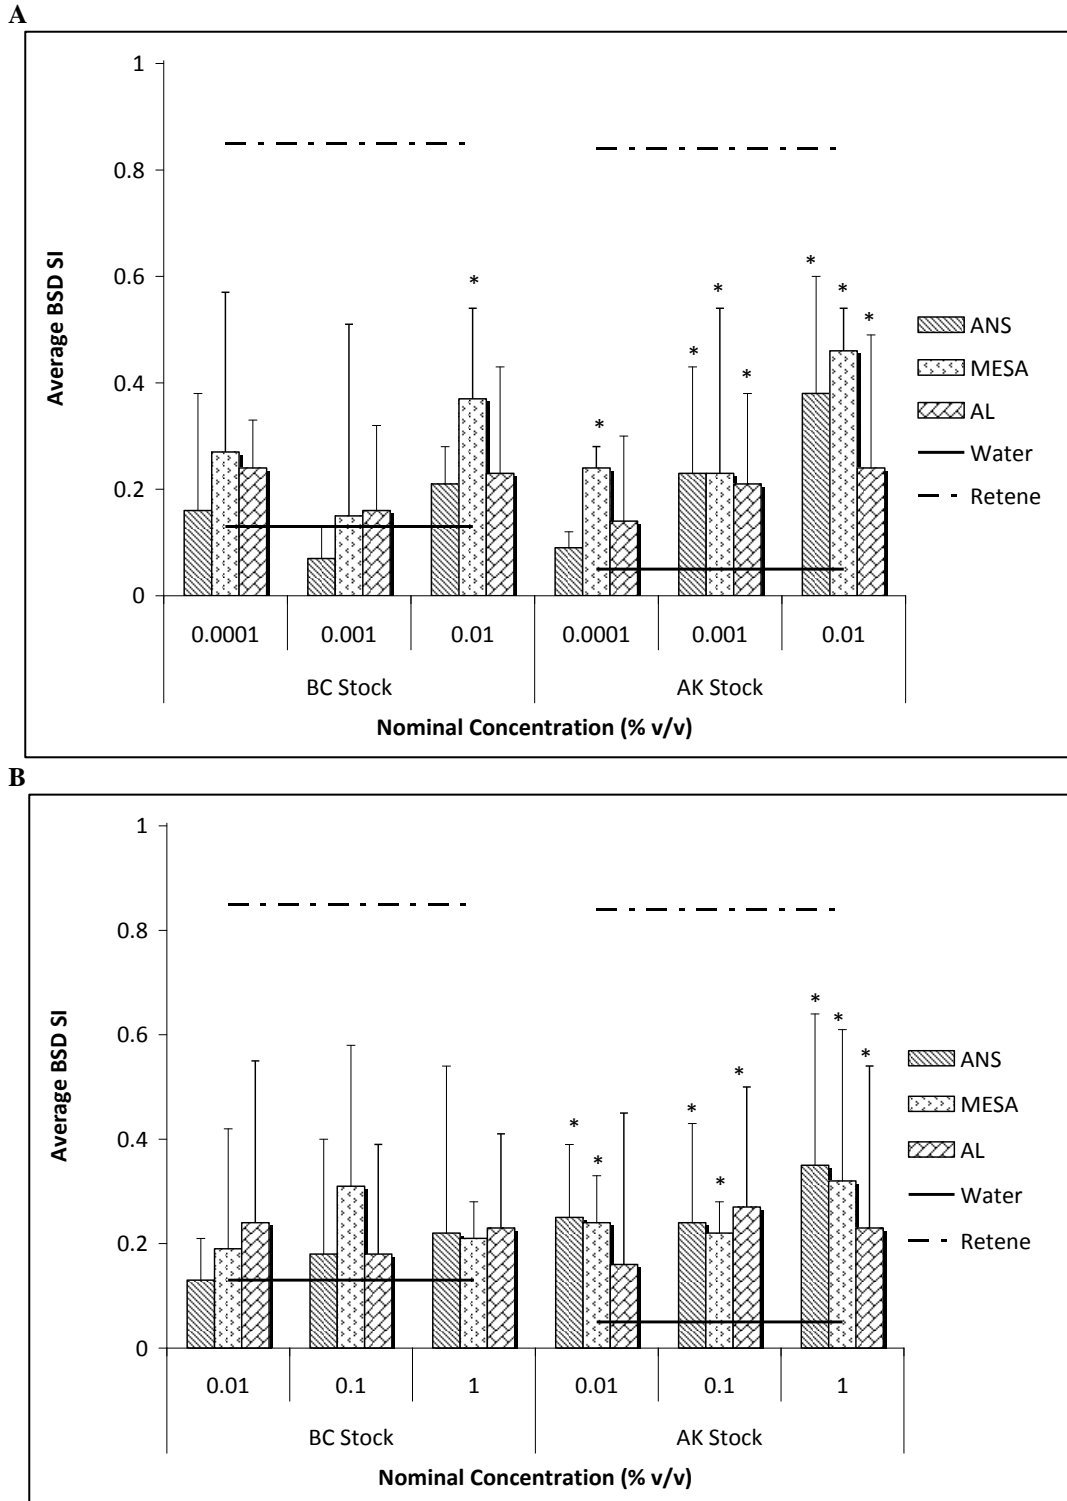 A
1
0.8
0.6
0.4
0.2
0
Average BSD SI
*
*
*
*
*
*
*
*
ANS
MESA
AL
Water
Retene
0.0001 0.001 0.01 0.0001 0.001 0.01
BC Stock AK Stock
Nominal Concentration (% v/v)
B
1
0.8
0.6
0.4
0.2
0
Average BSD SI
*
*
*
*
*
*
*
*
ANS
MESA
AL
Water
Retene
0.01 0.1 1 0.01 0.1 1
BC Stock AK Stock
Nominal Concentration (% v/v)